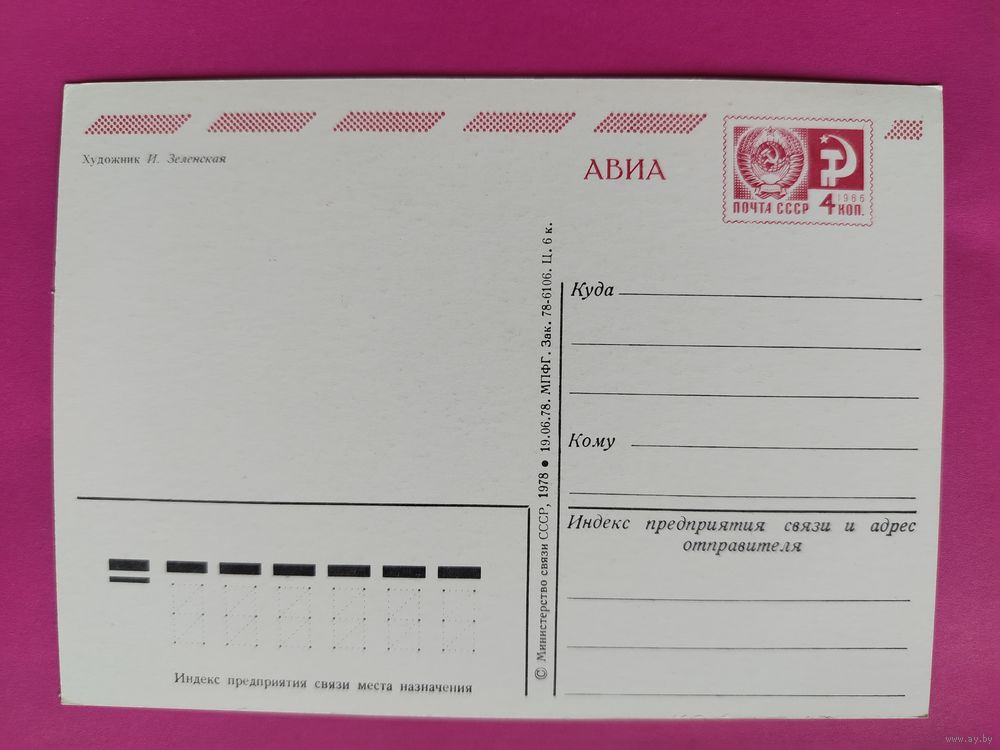 Художник И. Зеленская
АВИА
ПОЧТА СССР
1966
4 КОП.
© Министерство связи СССР, 1978 ● 19.06.78. МПФГ. Зак. 78-6106. Ц. 6 к.
Куда
Кому
Индекс предприятия связи и адрес
отправителя
Индекс предприятия связи места назначения
www.ay.by